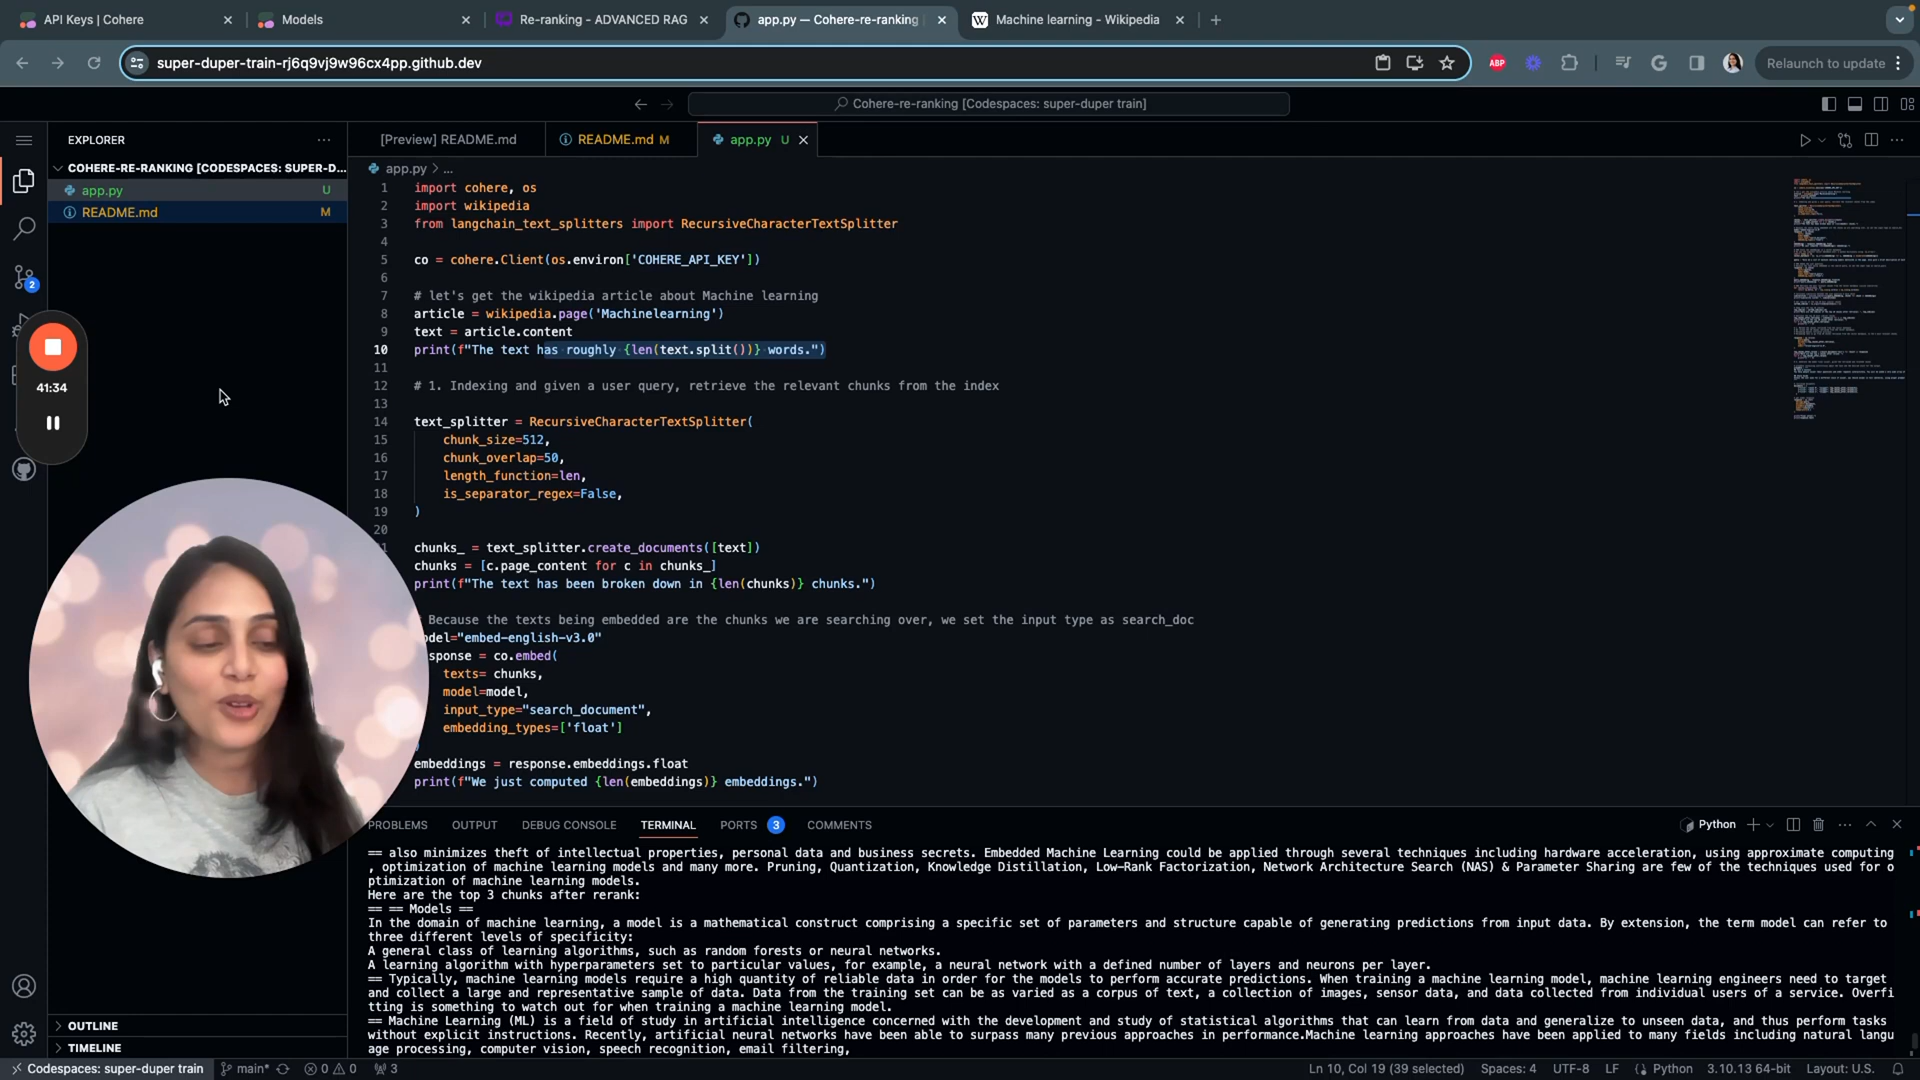 API Keys | Cohere
Models
Re-ranking - ADVANCED RAG
app.py — Cohere-re-ranking
Machine learning - Wikipedia
super-duper-train-rj6q9vj9w96cx4pp.github.dev
ABP
Relaunch to update
Cohere-re-ranking [Codespaces: super-duper train]
EXPLORER
[Preview] README.md
README.md M
app.py U
COHERE-RE-RANKING [CODESPACES: SUPER-D...
app.py > ...
app.py U
README.md M
1 import cohere, os
2 import wikipedia
3 from langchain_text_splitters import RecursiveCharacterTextSplitter
4
5 co = cohere.Client(os.environ['COHERE_API_KEY'])
6
7 # let's get the wikipedia article about Machine learning
8 article = wikipedia.page('Machinelearning')
9 text = article.content
10 print(f"The text has roughly {len(text.split())} words.")
11
12 # 1. Indexing and given a user query, retrieve the relevant chunks from the index
13
14 text_splitter = RecursiveCharacterTextSplitter(
15 chunk_size=512,
16 chunk_overlap=50,
17 length_function=len,
18 is_separator_regex=False,
19 )
20
chunks_ = text_splitter.create_documents([text])
chunks = [c.page_content for c in chunks_]
print(f"The text has been broken down in {len(chunks)} chunks.")
Because the texts being embedded are the chunks we are searching over, we set the input type as search_doc
odel="embed-english-v3.0"
sponse = co.embed(
texts= chunks,
model=model,
input_type="search_document",
embedding_types=['float']
embeddings = response.embeddings.float
print(f"We just computed {len(embeddings)} embeddings.")
2
41:34
PROBLEMS
OUTPUT
DEBUG CONSOLE
TERMINAL
PORTS 3
COMMENTS
Python
== also minimizes theft of intellectual properties, personal data and business secrets. Embedded Machine Learning could be applied through several techniques including hardware acceleration, using approximate computing
, optimization of machine learning models and many more. Pruning, Quantization, Knowledge Distillation, Low-Rank Factorization, Network Architecture Search (NAS) & Parameter Sharing are few of the techniques used for o
ptimization of machine learning models.
Here are the top 3 chunks after rerank:
== == Models ==
In the domain of machine learning, a model is a mathematical construct comprising a specific set of parameters and structure capable of generating predictions from input data. By extension, the term model can refer to
three different levels of specificity:
A general class of learning algorithms, such as random forests or neural networks.
A learning algorithm with hyperparameters set to particular values, for example, a neural network with a defined number of layers and neurons per layer.
== Typically, machine learning models require a high quantity of reliable data in order for the models to perform accurate predictions. When training a machine learning model, machine learning engineers need to target
and collect a large and representative sample of data. Data from the training set can be as varied as a corpus of text, a collection of images, sensor data, and data collected from individual users of a service. Overfi
tting is something to watch out for when training a machine learning model.
== Machine Learning (ML) is a field of study in artificial intelligence concerned with the development and study of statistical algorithms that can learn from data and generalize to unseen data, and thus perform tasks
without explicit instructions. Recently, artificial neural networks have been able to surpass many previous approaches in performance.Machine learning approaches have been applied to many fields including natural langu
age processing, computer vision, speech recognition, email filtering,
OUTLINE
TIMELINE
Codespaces: super-duper train
main*
0 0
3
Ln 10, Col 19 (39 selected)
Spaces: 4
UTF-8
LF
Python
3.10.13 64-bit
Layout: U.S.